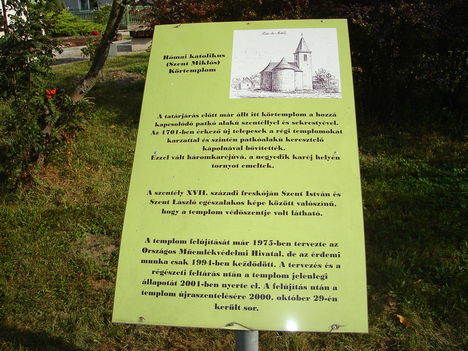 Római katolikus
(Szent Miklós)
Körtemplom
A tatárjárás előtt már állt itt körtemplom a hozzá
kapcsolódó patkó alakú szentéllyel és sekrestyével.
Az 1701-ben érkező új telepesek a régi templomokat
karzattal és szintén patkóalakú keresztelő
kápolnával bővítették.
Ezzel vált háromkaréjúvá, a negyedik karéj helyén
tornyot emeltek.
A szentély XVII. századi freskóján Szent István és
Szent László egészalakos képe között valószínű,
hogy a templom védőszentje volt látható.
A templom felújítását már 1975-ben tervezte az
Országos Műemlékvédelmi Hivatal, de az érdemi
munka csak 1994-ben kezdődött. A tervezés és a
régészeti feltárás után a templom jelenlegi
állapotát 2001-ben nyerte el. A felújítás után a
templom újraszentelésére 2000. október 29-én
került sor.